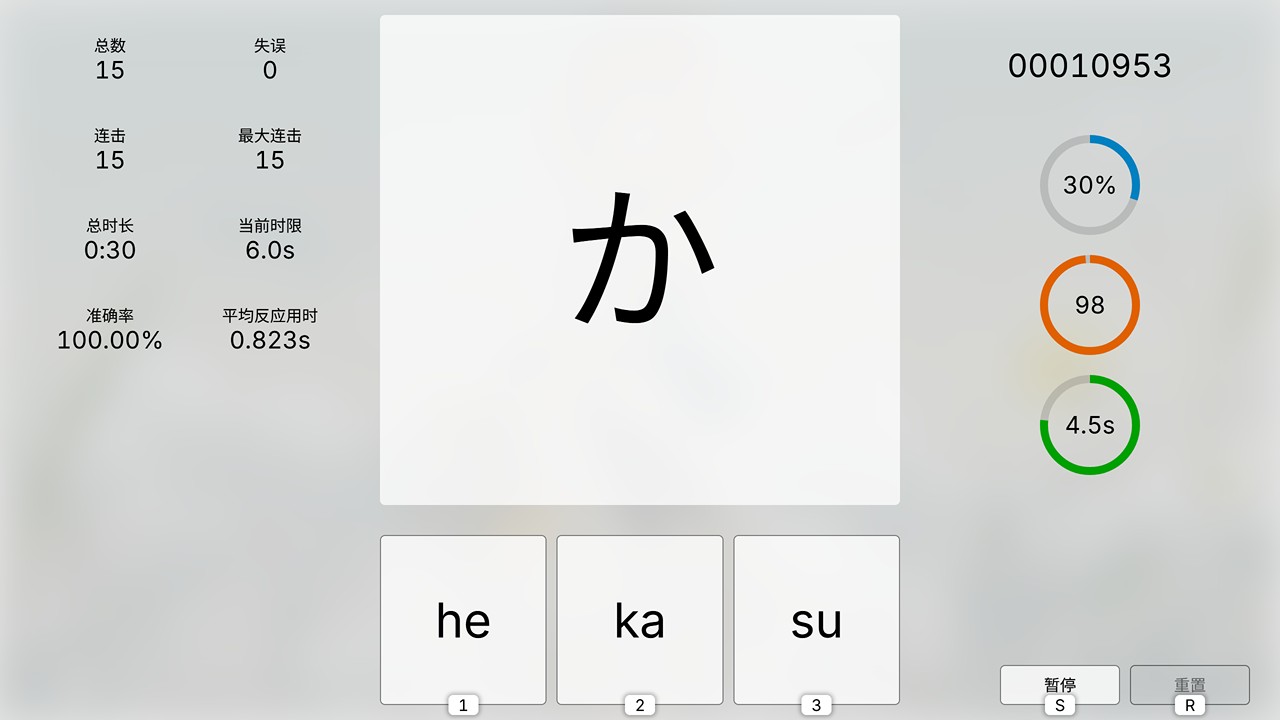 总数
15
失误
0
连击
15
最大连击
15
总时长
0:30
当前时限
6.0s
准确率
100.00%
平均反应用时
0.823s
か
he
1
ka
2
su
3
00010953
30%
98
4.5s
暂停
S
重置
R